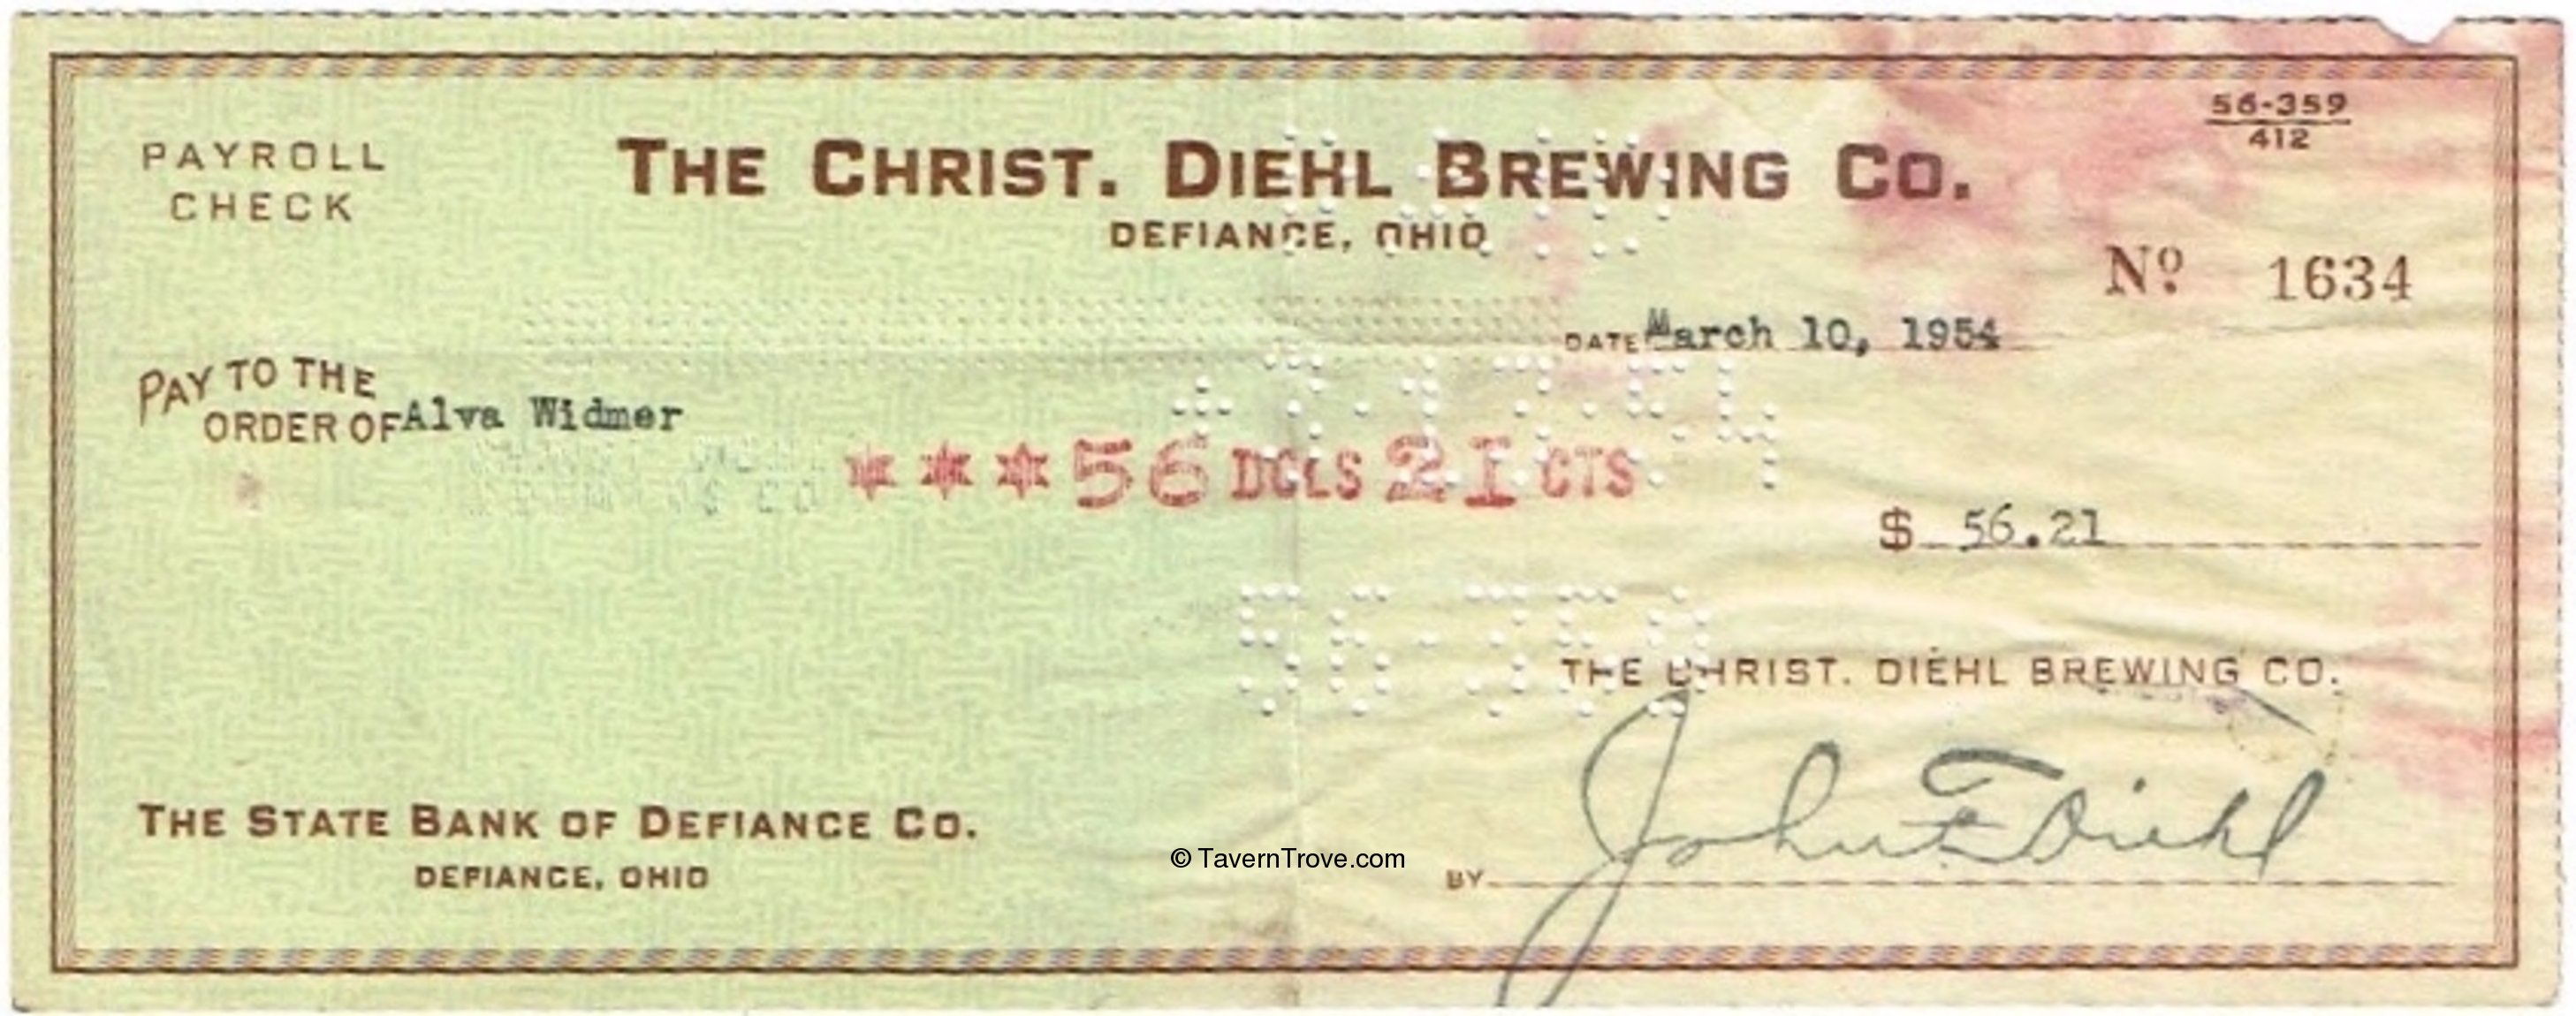 56-359
412
PAYROLL
CHECK
THE CHRIST. DIEHL BREWING CO.
DEFIANCE, OHIO
Nº 1634
DATE March 10, 1954
PAY TO THE
ORDER OF Alva Widmer
***56 DOLS 21 CTS
$ 56.21
56-359
THE CHRIST. DIEHL BREWING CO.
John F Diehl
BY
THE STATE BANK OF DEFIANCE CO.
DEFIANCE, OHIO
© TavernTrove.com